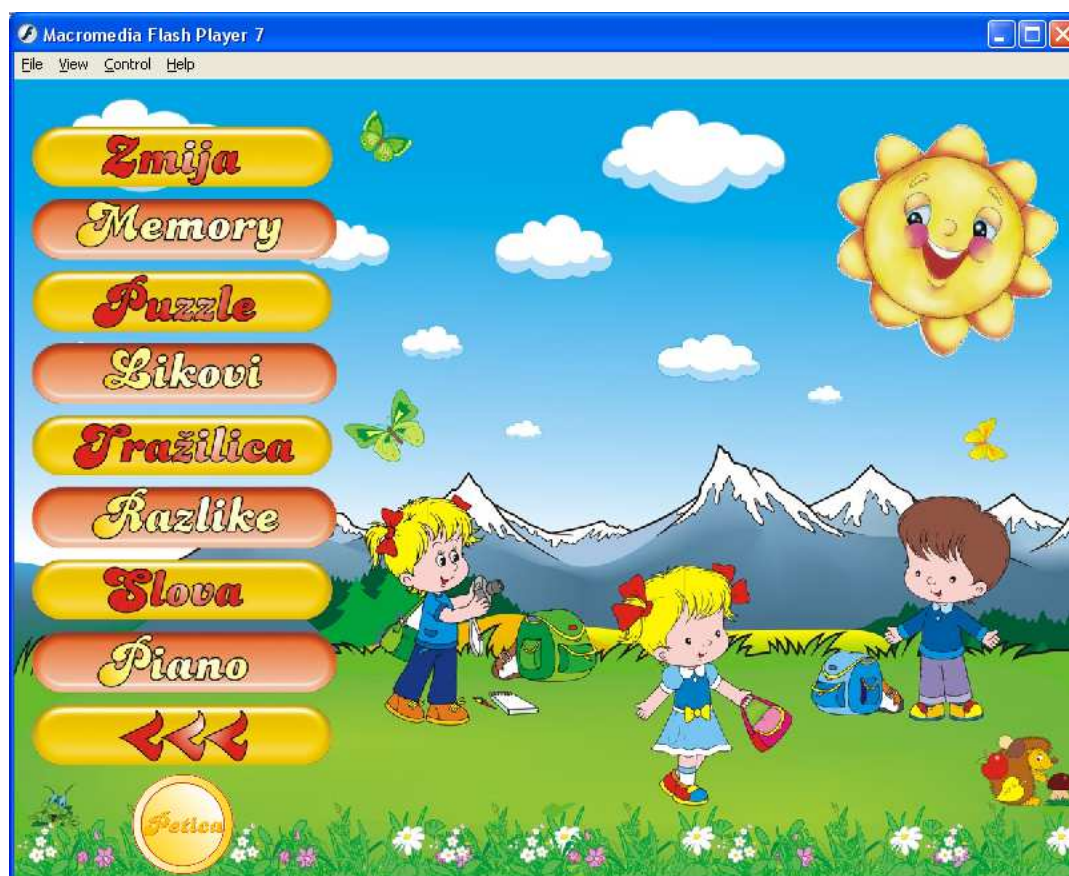 Macromedia Flash Player 7
File View Control Help
Zmija
Memory
Puzzle
Likovi
Tražilica
Razlike
Slova
Piano
Petica